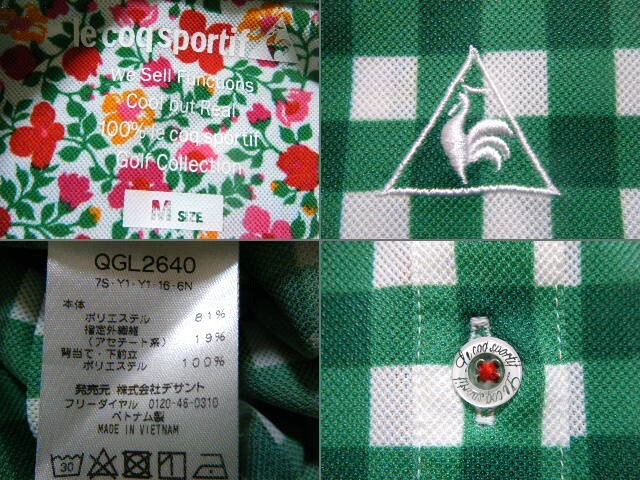 le coq sportif
We Sell Functions
Cool but Real
100% le coq sportif
Golf Collection
M SIZE
QGL2640
7S・Y1・Y1・16・6N
本体
ポリエステル 81%
指定外繊維
(アセテート系) 19%
背当て・下前立
ポリエステル 100%
発売元 株式会社デサント
フリーダイヤル 0120-46-0310
ベトナム製
MADE IN VIETNAM
30
le coq sportif